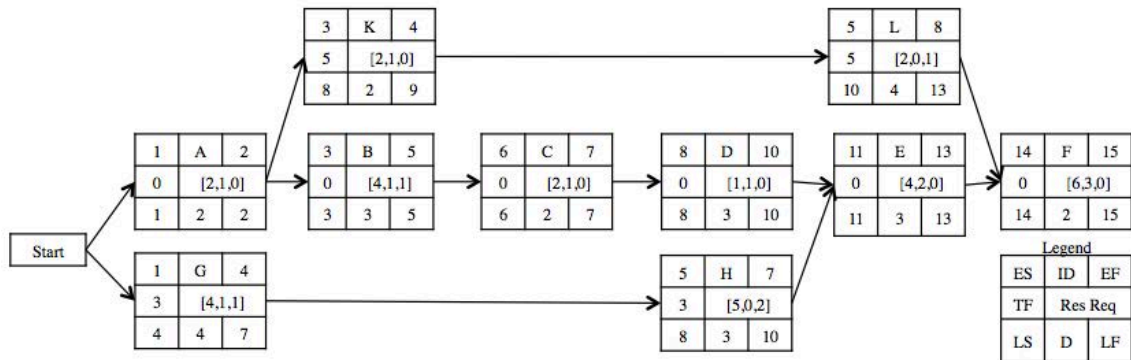 3 K 4
5 [2,1,0]
8 2 9
5 L 8
5 [2,0,1]
10 4 13
1 A 2
0 [2,1,0]
1 2 2
3 B 5
0 [4,1,1]
3 3 5
6 C 7
0 [2,1,0]
6 2 7
8 D 10
0 [1,1,0]
8 3 10
11 E 13
0 [4,2,0]
11 3 13
14 F 15
0 [6,3,0]
14 2 15
Start
1 G 4
3 [4,1,1]
4 4 7
5 H 7
3 [5,0,2]
8 3 10
Legend
ES ID EF
TF Res Req
LS D LF